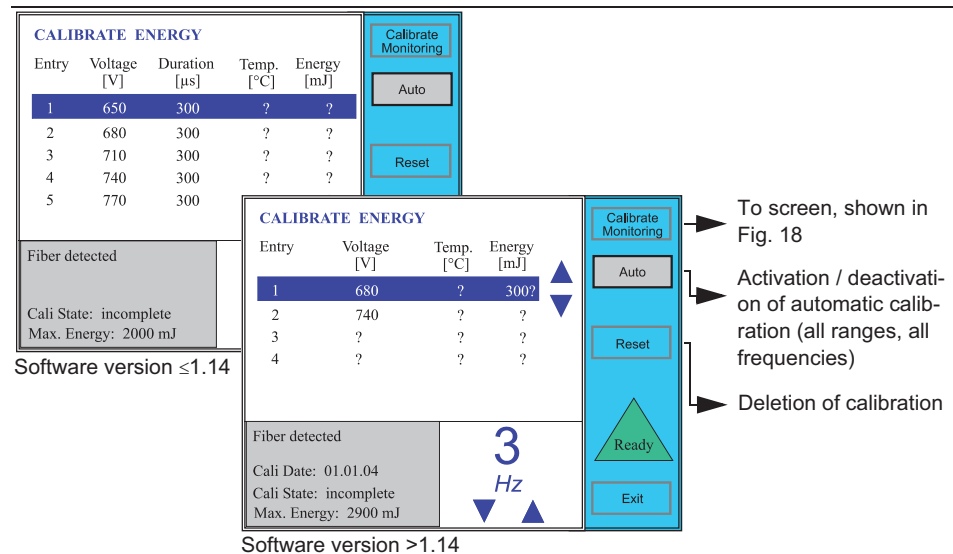 CALIBRATE ENERGY
Entry Voltage Duration Temp. Energy
[V] [µs] [°C] [mJ]
1 650 300 ? ?
2 680 300 ? ?
3 710 300 ? ?
4 740 300 ? ?
5 770 300
Fiber detected
Cali State: incomplete
Max. Energy: 2000 mJ
Calibrate
Monitoring
Auto
Reset
Software version ≤1.14
CALIBRATE ENERGY
Entry Voltage Temp. Energy
[V] [°C] [mJ]
1 680 ? 300?
2 740 ? ?
3 ? ? ?
4 ? ? ?
Fiber detected
Cali Date: 01.01.04
Cali State: incomplete
Max. Energy: 2900 mJ
3
Hz
Calibrate
Monitoring
Auto
Reset
Ready
Exit
Software version >1.14
To screen, shown in
Fig. 18
Activation / deactivati-
on of automatic calib-
ration (all ranges, all
frequencies)
Deletion of calibration